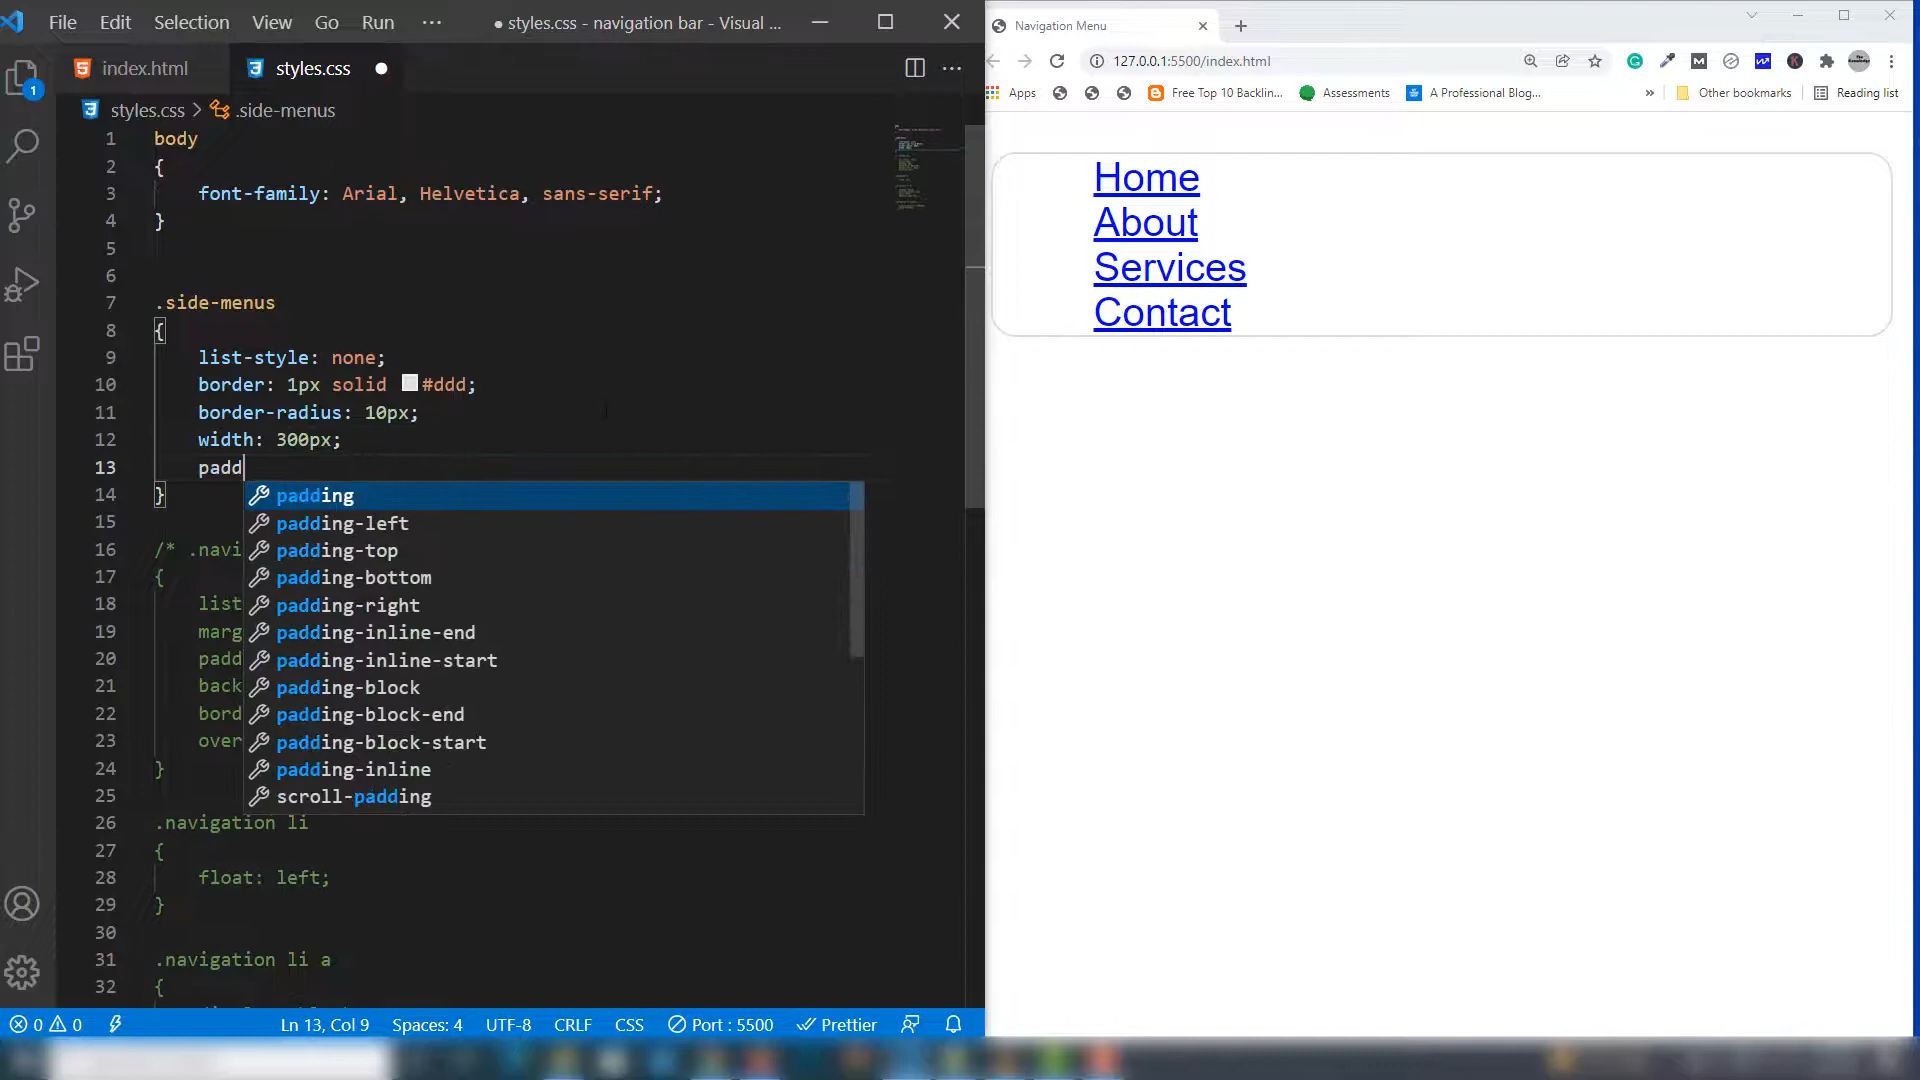 File Edit Selection View Go Run ··· ● styles.css - navigation bar - Visual ...
index.html styles.css ●
styles.css > .side-menus
1 body
2 {
3 font-family: Arial, Helvetica, sans-serif;
4 }
5
6
7 .side-menus
8 {
9 list-style: none;
10 border: 1px solid #ddd;
11 border-radius: 10px;
12 width: 300px;
13 padd
14 }
15
16 /* .navi
17 {
18 list
19 marg
20 padd
21 back
22 bord
23 over
24 }
25
26 .navigation li
27 {
28 float: left;
29 }
30
31 .navigation li a
32 {
padding
padding-left
padding-top
padding-bottom
padding-right
padding-inline-end
padding-inline-start
padding-block
padding-block-end
padding-block-start
padding-inline
scroll-padding
1
0 0 Ln 13, Col 9 Spaces: 4 UTF-8 CRLF CSS Port : 5500 Prettier
Navigation Menu
127.0.0.1:5500/index.html
Apps Free Top 10 Backlin... Assessments A Professional Blog... » Other bookmarks Reading list
Home
About
Services
Contact